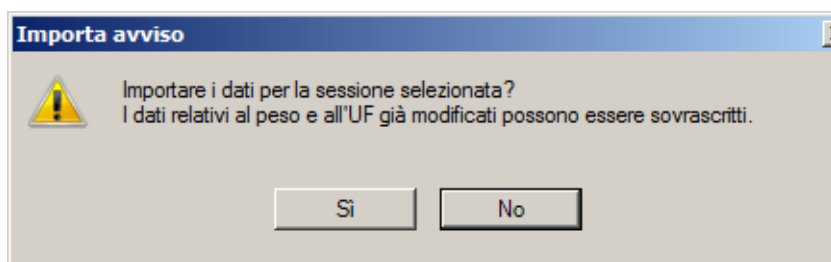 Importa avviso
Importare i dati per la sessione selezionata?
I dati relativi al peso e all'UF già modificati possono essere sovrascritti.
Sì
No